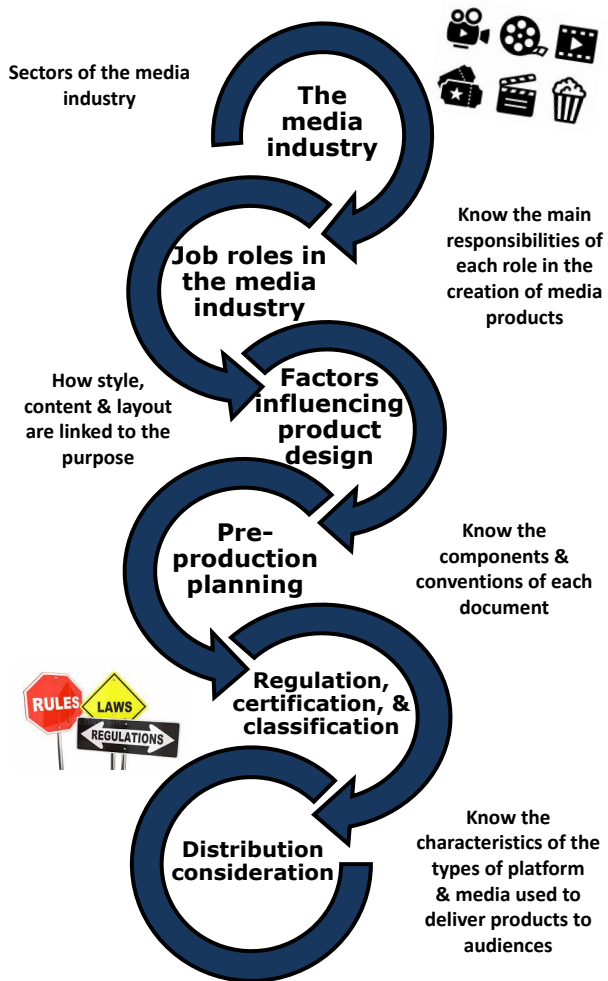 Sectors of the media
industry
The
media
industry
Job roles in
the media
industry
Know the main
responsibilities of
each role in the
creation of media
products
How style,
content & layout
are linked to the
purpose
Factors
influencing
product
design
Pre-
production
planning
Know the
components &
conventions of each
document
RULES
LAWS
REGULATIONS
Regulation,
certification, &
classification
Distribution
consideration
Know the
characteristics of the
types of platform
& media used to
deliver products to
audiences